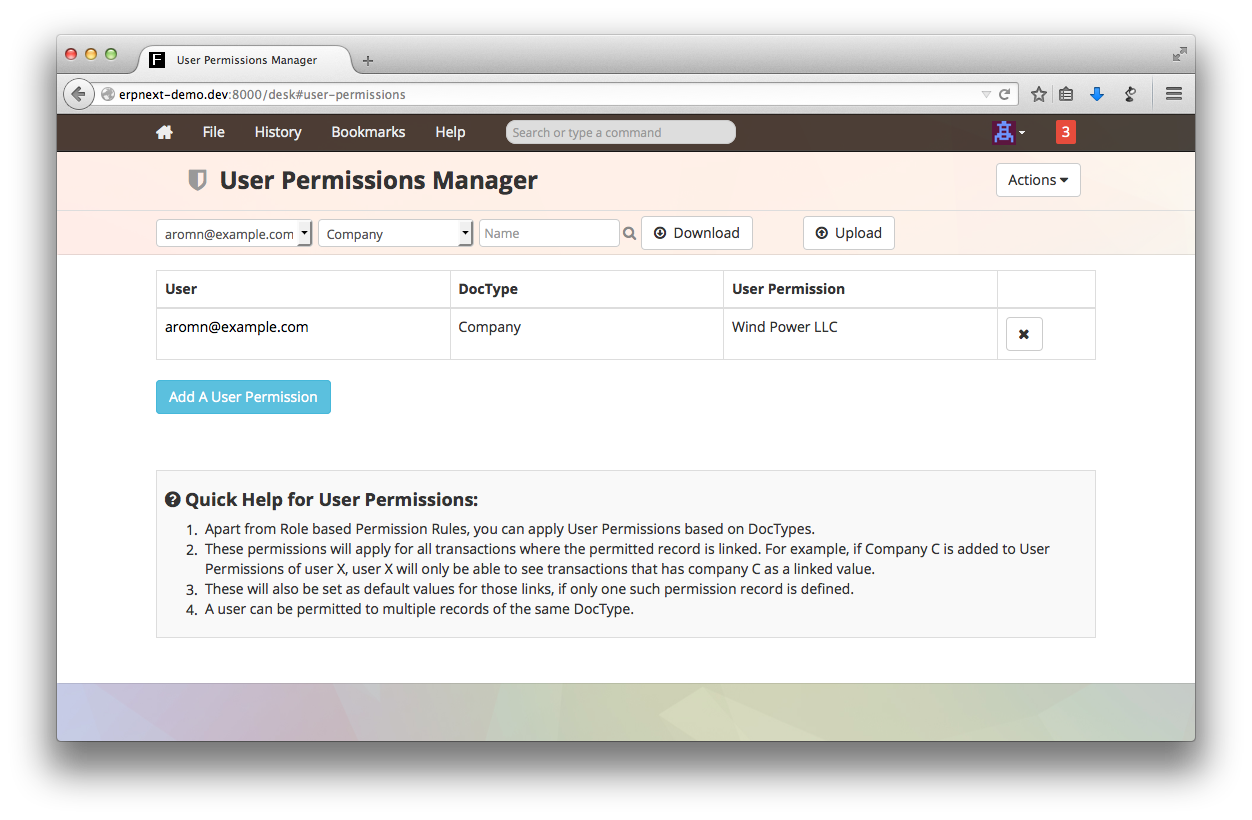 User Permissions Manager
erpnext-demo.dev:8000/desk#user-permissions
File History Bookmarks Help Search or type a command 3
User Permissions Manager Actions
aromn@example.com Company Name Download Upload
User DocType User Permission
aromn@example.com Company Wind Power LLC
Add A User Permission
Quick Help for User Permissions:
1. Apart from Role based Permission Rules, you can apply User Permissions based on DocTypes.
2. These permissions will apply for all transactions where the permitted record is linked. For example, if Company C is added to User
Permissions of user X, user X will only be able to see transactions that has company C as a linked value.
3. These will also be set as default values for those links, if only one such permission record is defined.
4. A user can be permitted to multiple records of the same DocType.